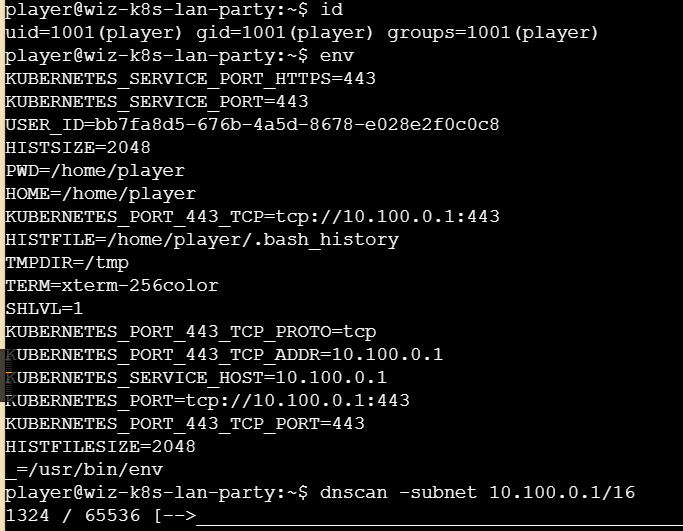 player@wiz-k8s-lan-party:~$ id
uid=1001(player) gid=1001(player) groups=1001(player)
player@wiz-k8s-lan-party:~$ env
KUBERNETES_SERVICE_PORT_HTTPS=443
KUBERNETES_SERVICE_PORT=443
USER_ID=bb7fa8d5-676b-4a5d-8678-e028e2f0c0c8
HISTSIZE=2048
PWD=/home/player
HOME=/home/player
KUBERNETES_PORT_443_TCP=tcp://10.100.0.1:443
HISTFILE=/home/player/.bash_history
TMPDIR=/tmp
TERM=xterm-256color
SHLVL=1
KUBERNETES_PORT_443_TCP_PROTO=tcp
KUBERNETES_PORT_443_TCP_ADDR=10.100.0.1
KUBERNETES_SERVICE_HOST=10.100.0.1
KUBERNETES_PORT=tcp://10.100.0.1:443
KUBERNETES_PORT_443_TCP_PORT=443
HISTFILESIZE=2048
_=/usr/bin/env
player@wiz-k8s-lan-party:~$ dnscan -subnet 10.100.0.1/16
1324 / 65536 [-->________________________________________